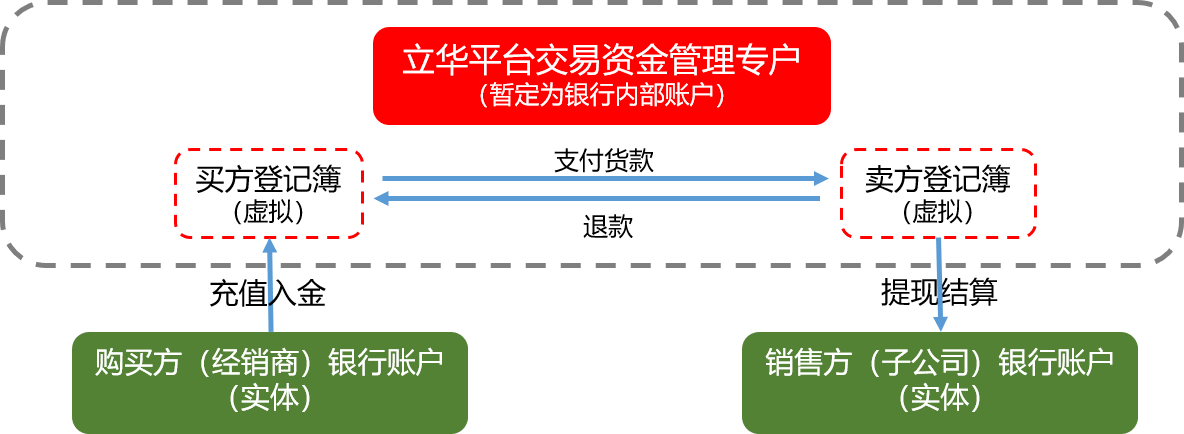 立华平台交易资金管理专户
（暂定为银行内部账户）
支付货款
买方登记簿
（虚拟）
卖方登记簿
（虚拟）
退款
充值入金
提现结算
购买方（经销商）银行账户
（实体）
销售方（子公司）银行账户
（实体）